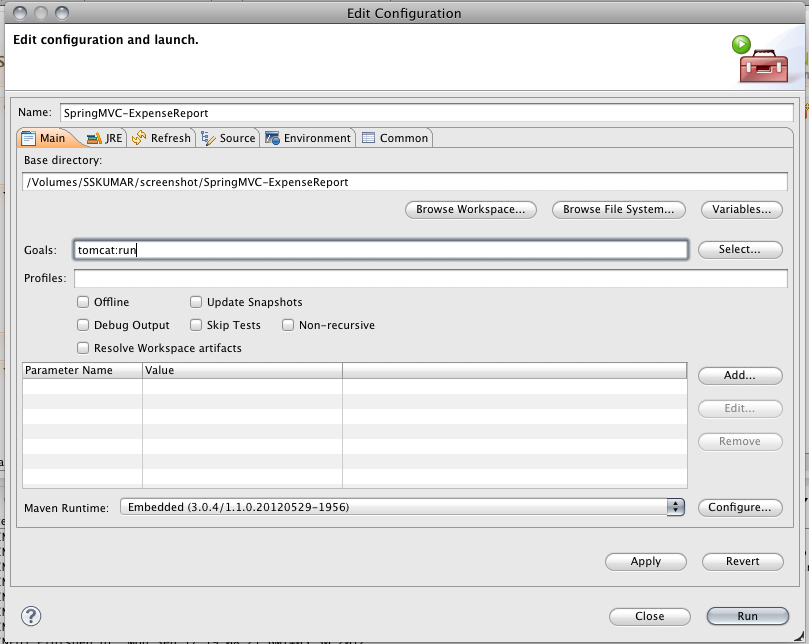 Edit Configuration
Edit configuration and launch.
Name: SpringMVC-ExpenseReport
Main JRE Refresh Source Environment Common
Base directory:
/Volumes/SSKUMAR/screenshot/SpringMVC-ExpenseReport
Browse Workspace... Browse File System... Variables...
Goals: tomcat:run Select...
Profiles:
Offline Update Snapshots
Debug Output Skip Tests Non-recursive
Resolve Workspace artifacts
Parameter Name Value
Add...
Edit...
Remove
Maven Runtime: Embedded (3.0.4/1.1.0.20120529-1956) Configure...
Apply Revert
? Close Run